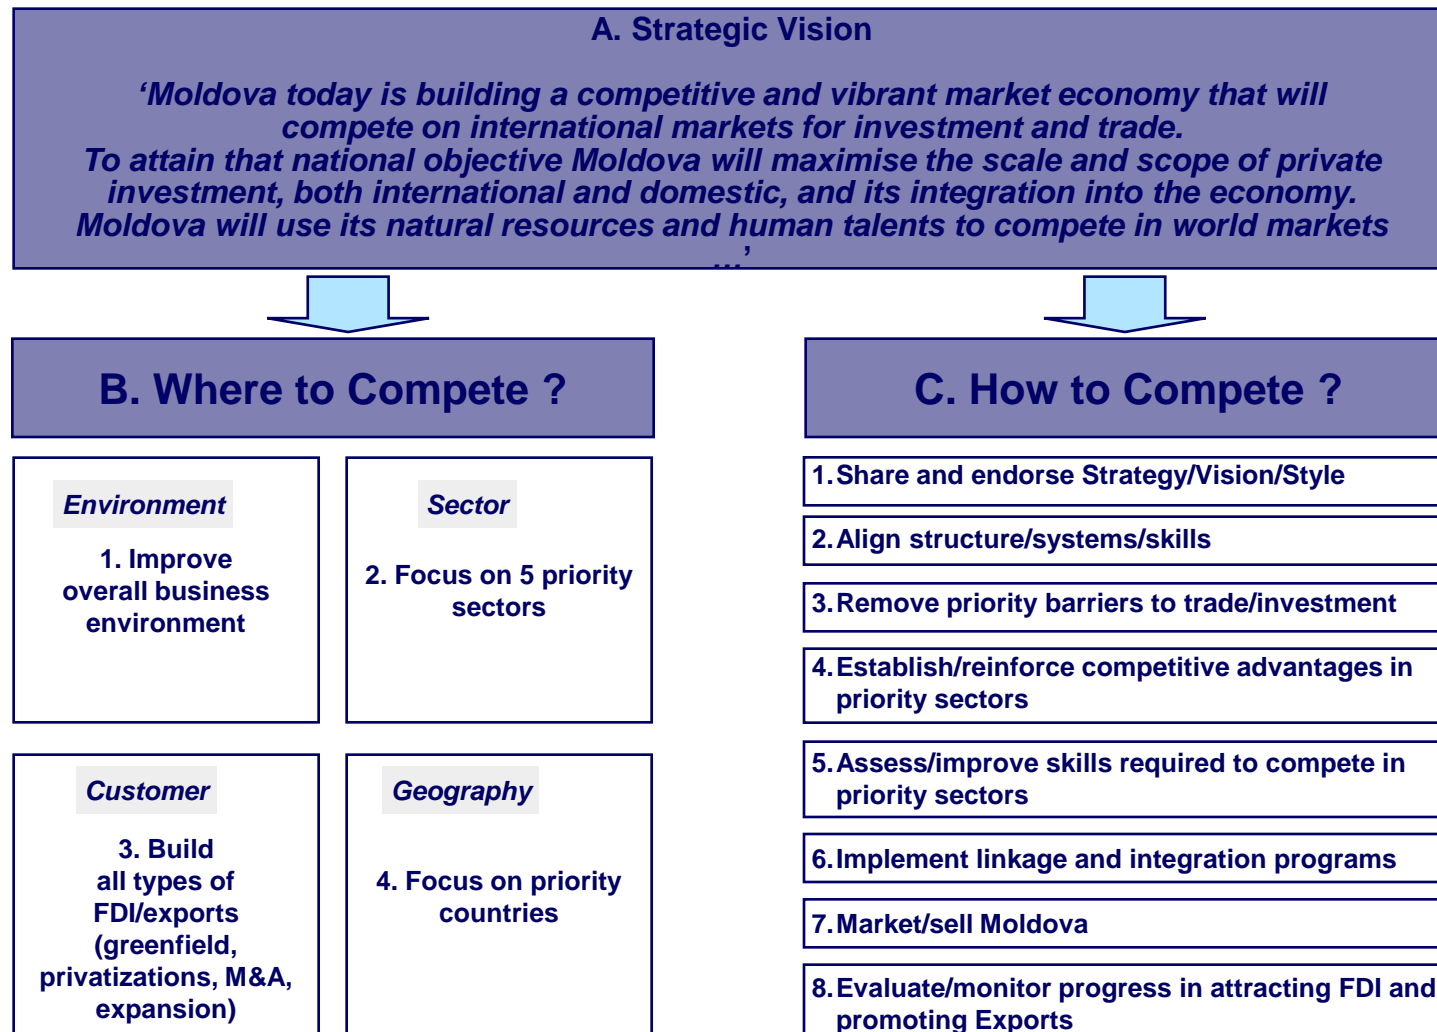 A. Strategic Vision
‘Moldova today is building a competitive and vibrant market economy that will
compete on international markets for investment and trade.
To attain that national objective Moldova will maximise the scale and scope of private
investment, both international and domestic, and its integration into the economy.
Moldova will use its natural resources and human talents to compete in world markets
…’
B. Where to Compete ?
Environment
1. Improve
overall business
environment
Sector
2. Focus on 5 priority
sectors
Customer
3. Build
all types of
FDI/exports
(greenfield,
privatizations, M&A,
expansion)
Geography
4. Focus on priority
countries
C. How to Compete ?
1.Share and endorse Strategy/Vision/Style
2.Align structure/systems/skills
3.Remove priority barriers to trade/investment
4.Establish/reinforce competitive advantages in
priority sectors
5.Assess/improve skills required to compete in
priority sectors
6.Implement linkage and integration programs
7.Market/sell Moldova
8.Evaluate/monitor progress in attracting FDI and
promoting Exports